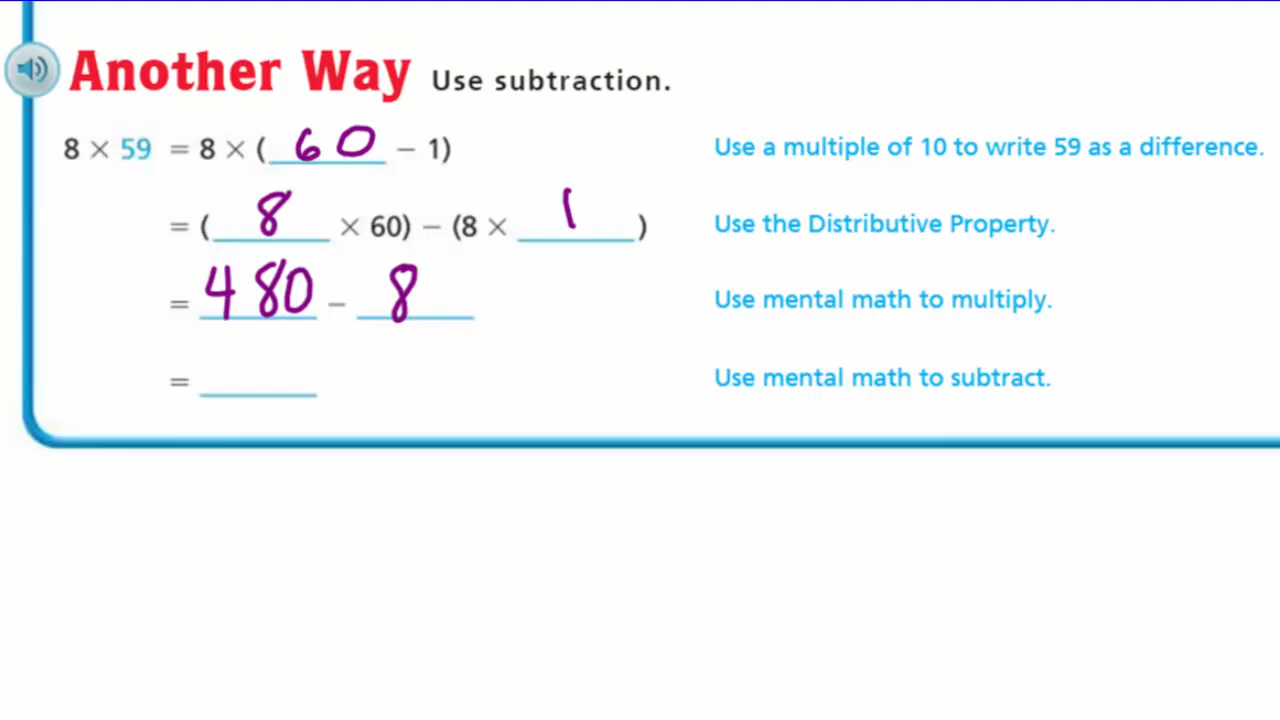 Another Way Use subtraction.
8 × 59 = 8 × ( 60 − 1) Use a multiple of 10 to write 59 as a difference.
= ( 8 × 60) − (8 × 1 ) Use the Distributive Property.
= 480 − 8 Use mental math to multiply.
= ______ Use mental math to subtract.